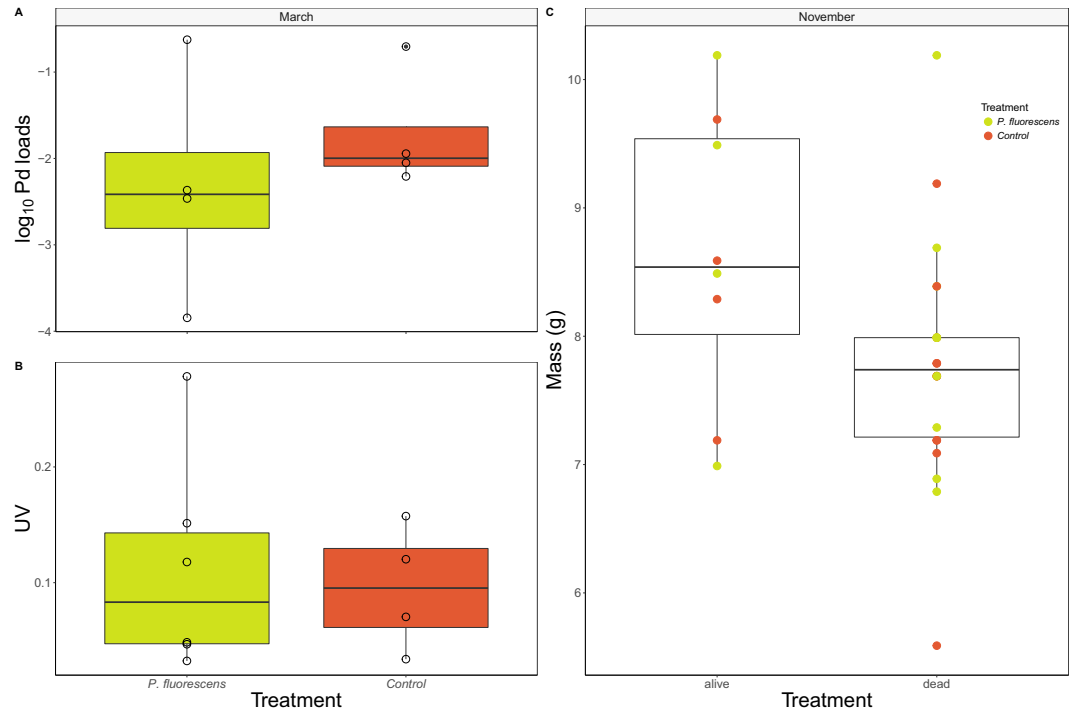 A
March
log10 Pd loads
−1
−2
−3
−4
B
UV
0.2
0.1
P. fluorescens
Control
Treatment
C
November
Mass (g)
10
9
8
7
6
Treatment
P. fluorescens
Control
alive
dead
Treatment